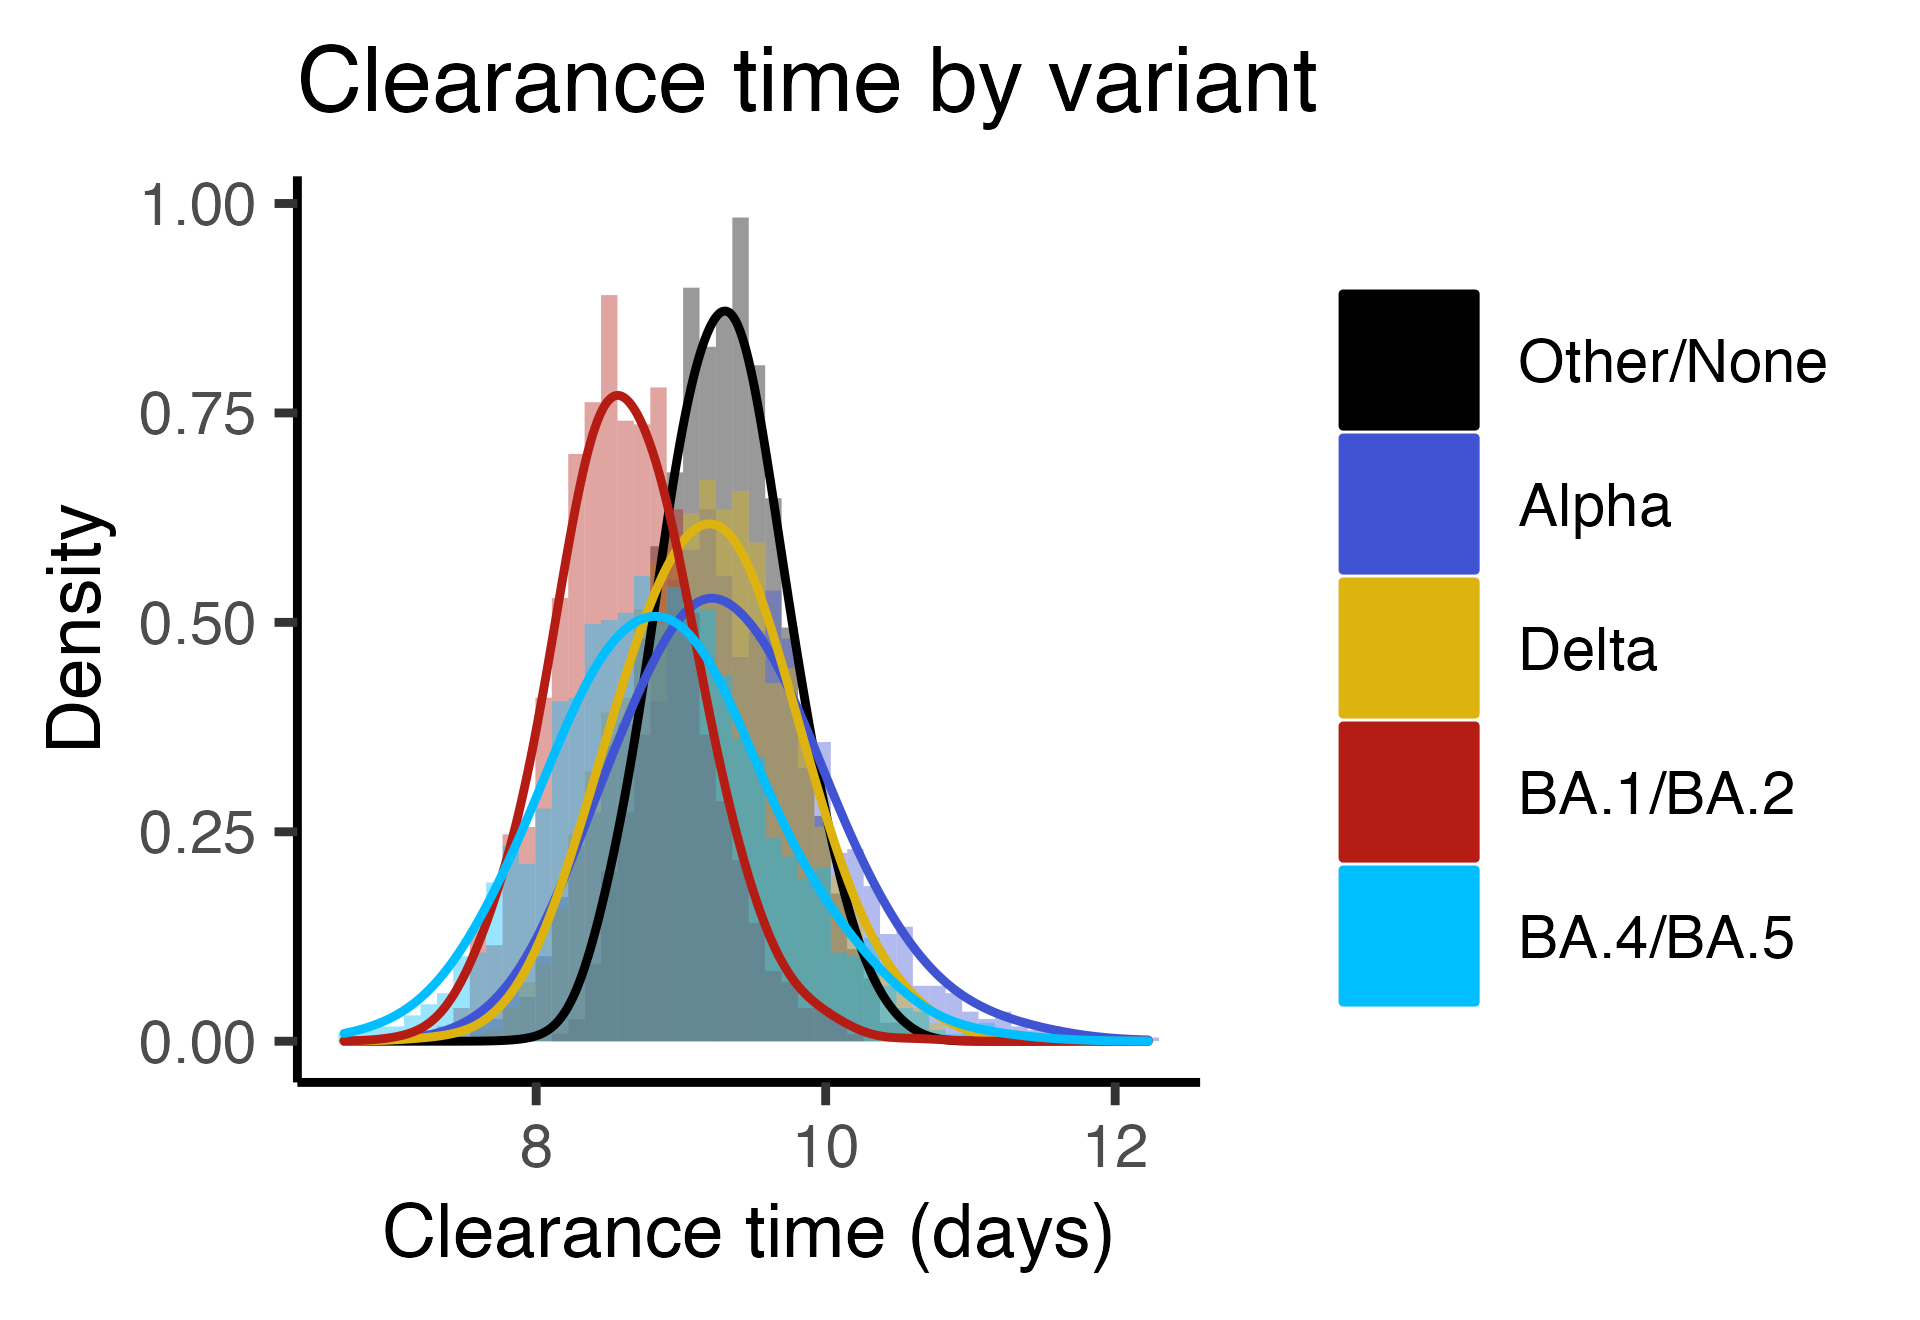 Clearance time by variant
1.00
0.75
0.50
0.25
0.00
Density
8 10 12
Clearance time (days)
Other/None
Alpha
Delta
BA.1/BA.2
BA.4/BA.5